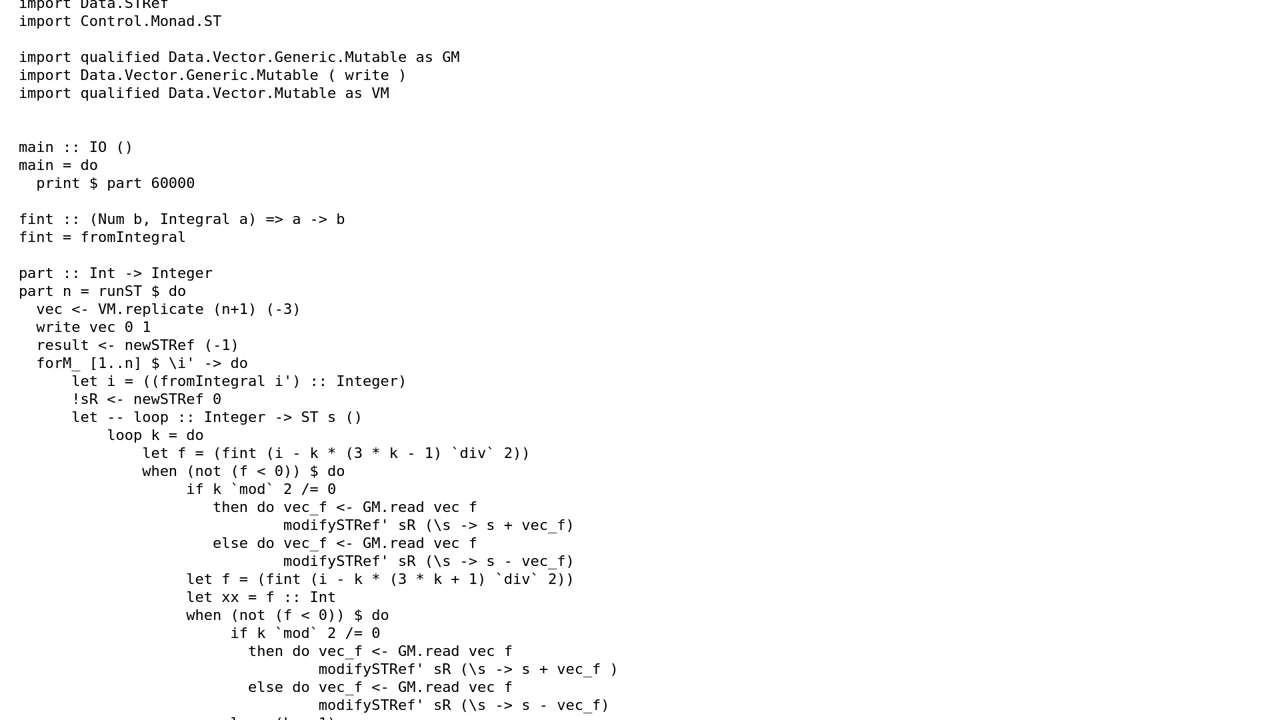 import Data.STRef
import Control.Monad.ST

import qualified Data.Vector.Generic.Mutable as GM
import Data.Vector.Generic.Mutable ( write )
import qualified Data.Vector.Mutable as VM


main :: IO ()
main = do
  print $ part 60000

fint :: (Num b, Integral a) => a -> b
fint = fromIntegral

part :: Int -> Integer
part n = runST $ do
  vec <- VM.replicate (n+1) (-3)
  write vec 0 1
  result <- newSTRef (-1)
  forM_ [1..n] $ \i' -> do
      let i = ((fromIntegral i') :: Integer)
      !sR <- newSTRef 0
      let -- loop :: Integer -> ST s ()
          loop k = do
              let f = (fint (i - k * (3 * k - 1) `div` 2))
              when (not (f < 0)) $ do
                   if k `mod` 2 /= 0
                      then do vec_f <- GM.read vec f
                              modifySTRef' sR (\s -> s + vec_f)
                      else do vec_f <- GM.read vec f
                              modifySTRef' sR (\s -> s - vec_f)
                   let f = (fint (i - k * (3 * k + 1) `div` 2))
                   let xx = f :: Int
                   when (not (f < 0)) $ do
                        if k `mod` 2 /= 0
                          then do vec_f <- GM.read vec f
                                  modifySTRef' sR (\s -> s + vec_f )
                          else do vec_f <- GM.read vec f
                                  modifySTRef' sR (\s -> s - vec_f)